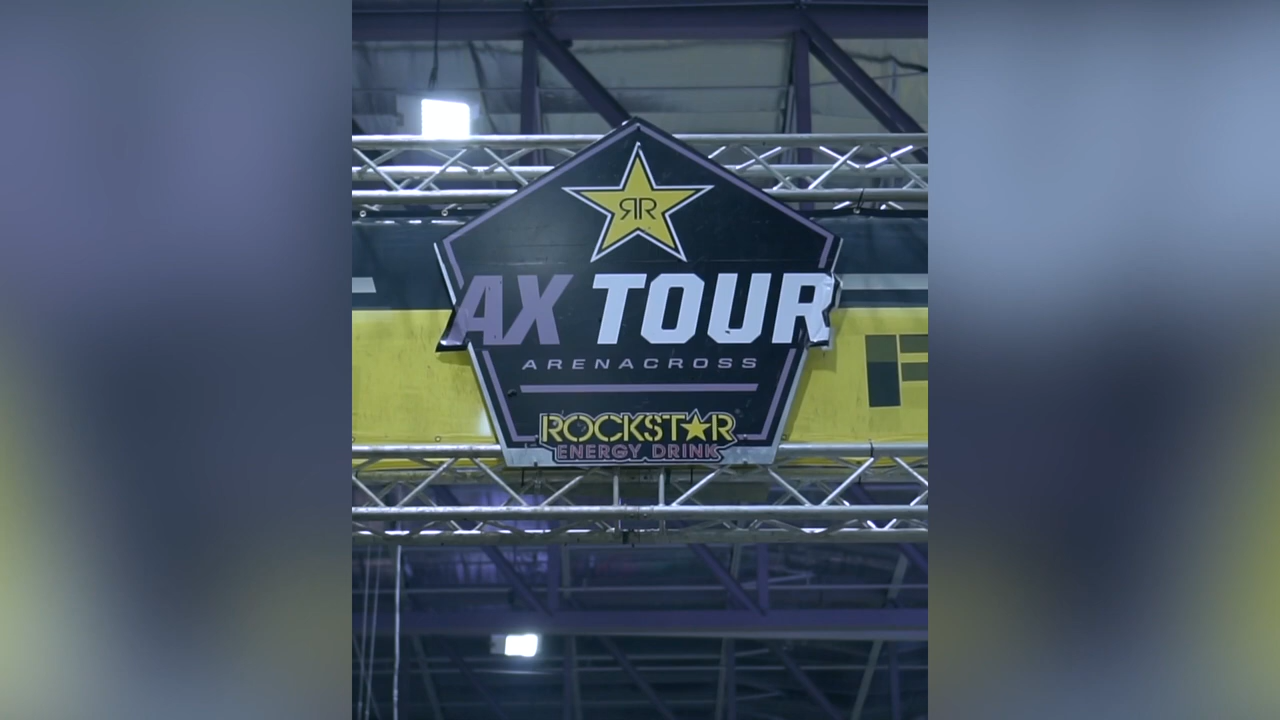 RR
AX TOUR
ARENACROSS
ROCKSTAR
ENERGY DRINK